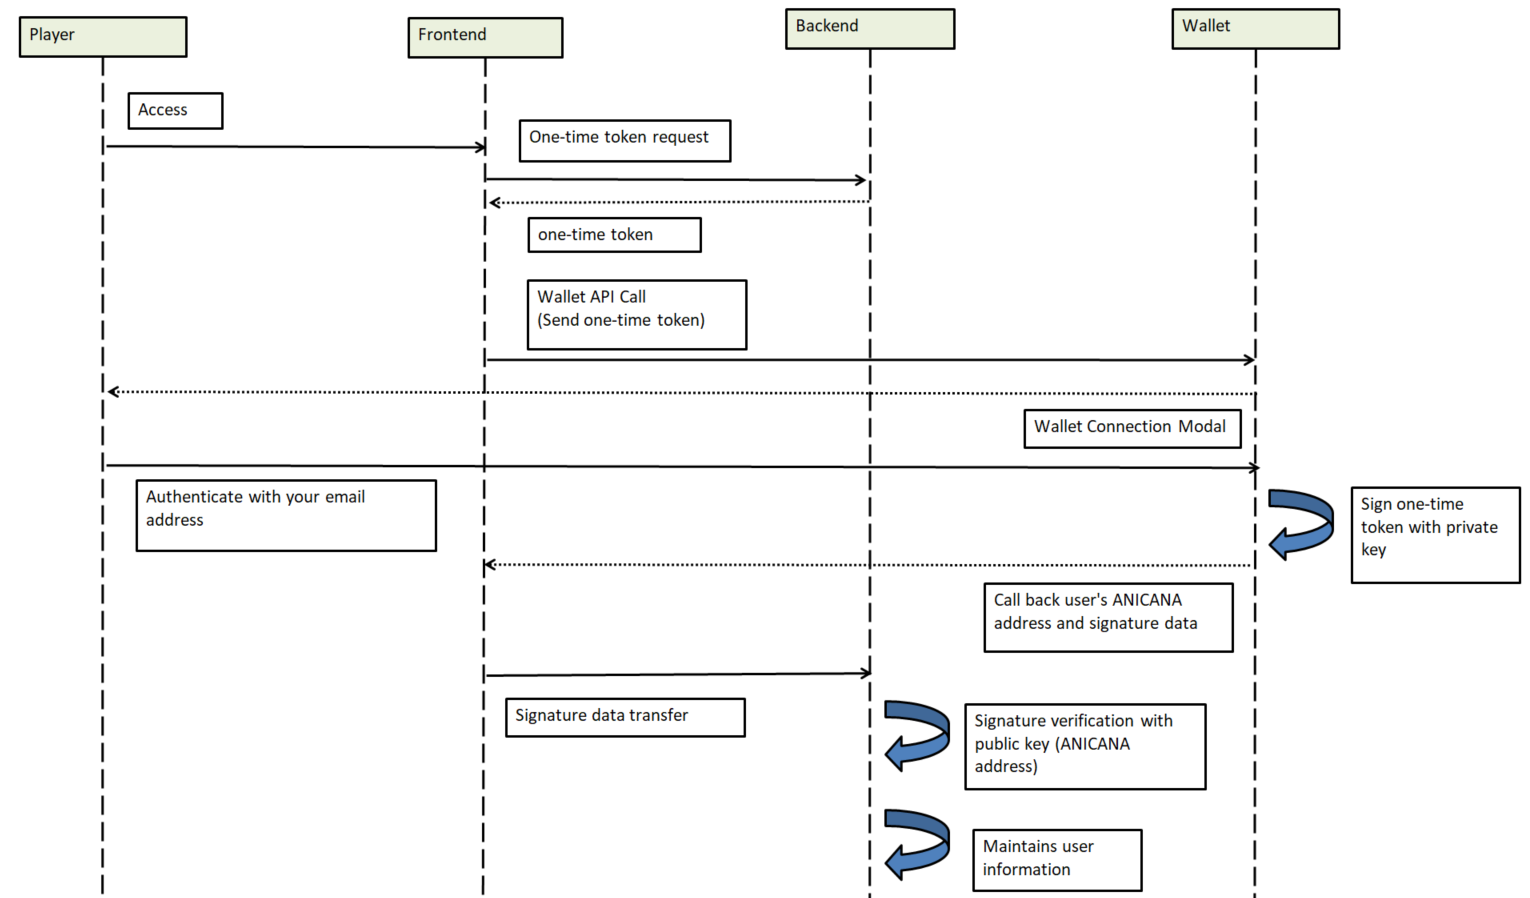 Player
Frontend
Backend
Wallet
Access
One-time token request
one-time token
Wallet API Call
(Send one-time token)
Wallet Connection Modal
Authenticate with your email
address
Sign one-time
token with private
key
Call back user's ANICANA
address and signature data
Signature data transfer
Signature verification with
public key (ANICANA
address)
Maintains user
information